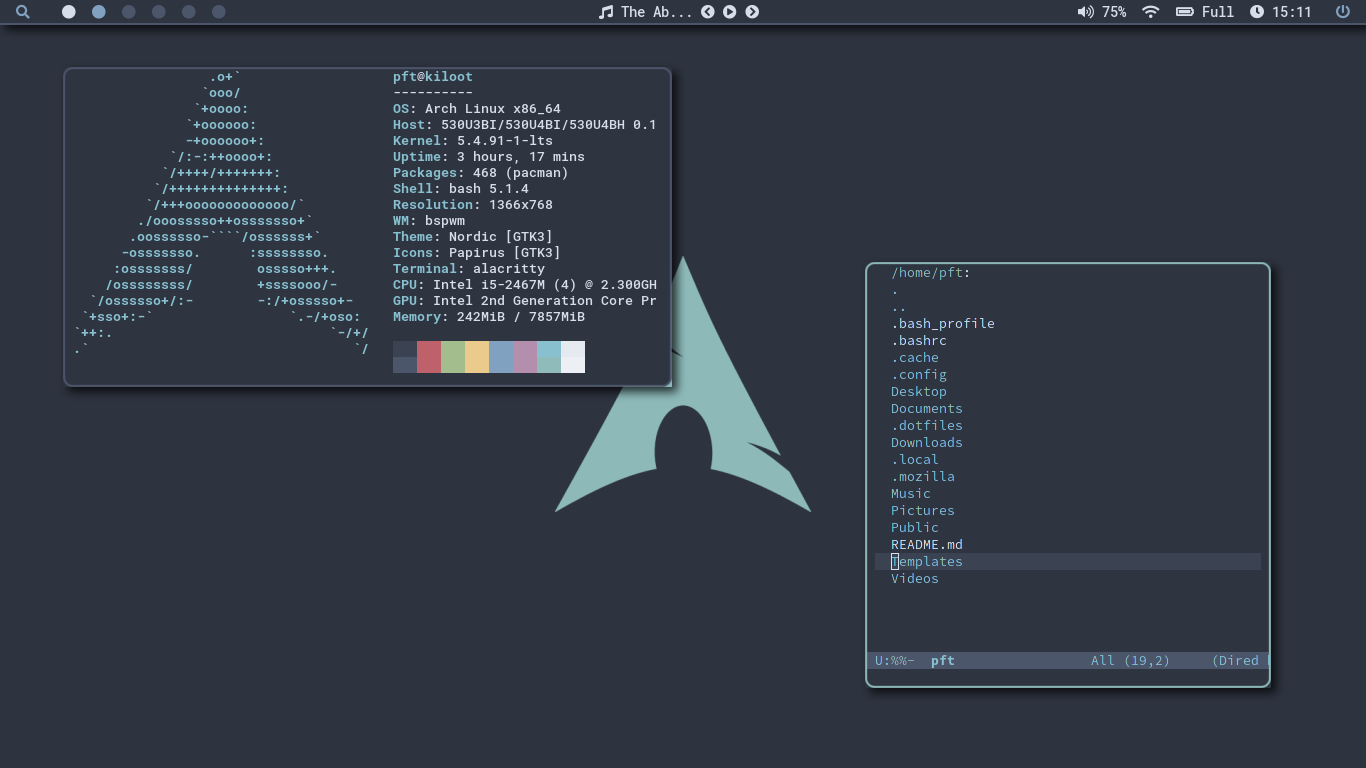 The Ab...
75%
Full
15:11
.o+`
`ooo/
`+oooo:
`+oooooo:
-+oooooo+:
`/:-:++oooo+:
`/++++/+++++++:
`/++++++++++++++:
`/+++ooooooooooooo/`
./ooosssso++osssssso+`
.oossssso-````/ossssss+`
-osssssso. :ssssssso.
:osssssss/ osssso+++.
/ossssssss/ +ssssooo/-
`/ossssso+/:- -:/+osssso+-
`+sso+:-` `.-/+oso:
`++:. `-/+/
.` `/
pft@kiloot
----------
OS: Arch Linux x86_64
Host: 530U3BI/530U4BI/530U4BH 0.1
Kernel: 5.4.91-1-lts
Uptime: 3 hours, 17 mins
Packages: 468 (pacman)
Shell: bash 5.1.4
Resolution: 1366x768
WM: bspwm
Theme: Nordic [GTK3]
Icons: Papirus [GTK3]
Terminal: alacritty
CPU: Intel i5-2467M (4) @ 2.300GH
GPU: Intel 2nd Generation Core Pr
Memory: 242MiB / 7857MiB
/home/pft:
.
..
.bash_profile
.bashrc
.cache
.config
Desktop
Documents
.dotfiles
Downloads
.local
.mozilla
Music
Pictures
Public
README.md
Templates
Videos
U:%%- pft All (19,2) (Dired